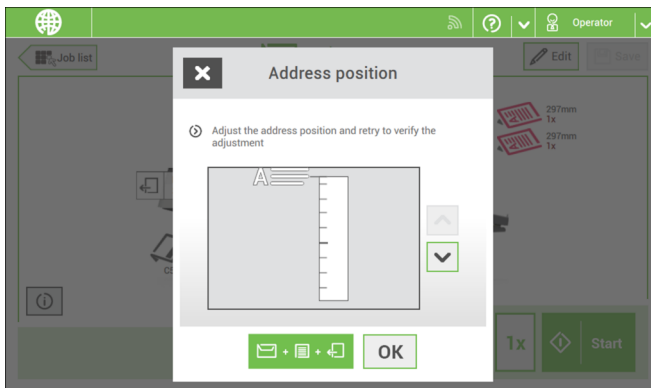 Operator
Job list
Edit
Save
Address position
Adjust the address position and retry to verify the
adjustment
A
297mm
1x
297mm
1x
CS
OK
1x
Start